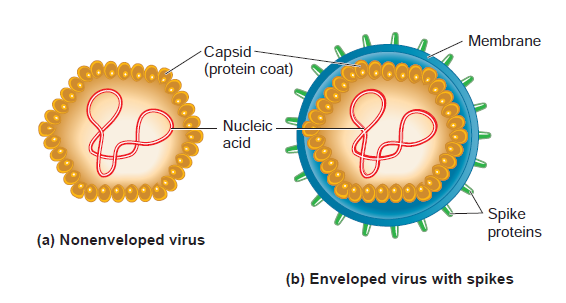 Capsid
(protein coat)
Membrane
Nucleic
acid
Spike
proteins
(a) Nonenveloped virus
(b) Enveloped virus with spikes